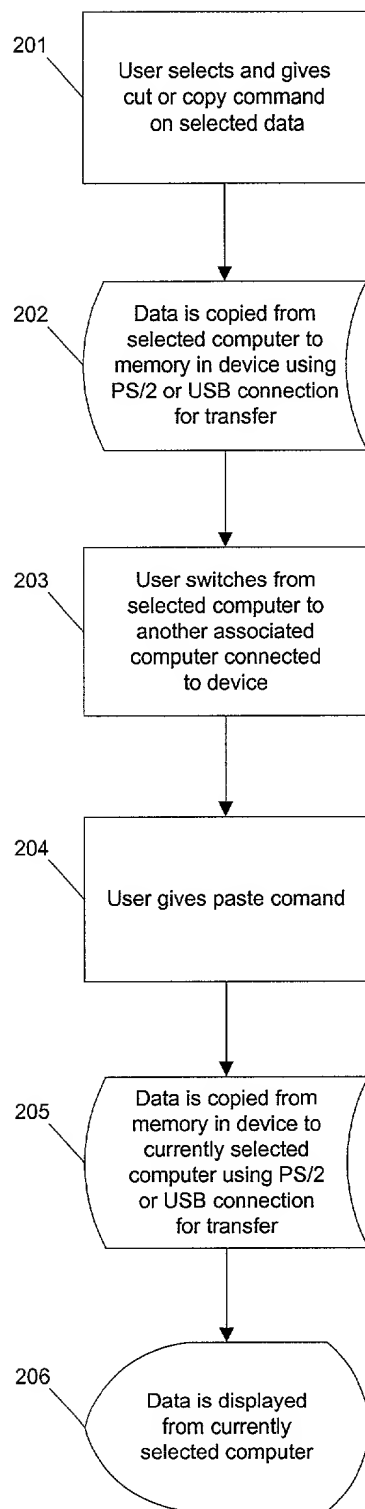 201
User selects and gives
cut or copy command
on selected data
202
Data is copied from
selected computer to
memory in device using
PS/2 or USB connection
for transfer
203
User switches from
selected computer to
another associated
computer connected
to device
204
User gives paste comand
205
Data is copied from
memory in device to
currently selected
computer using PS/2
or USB connection
for transfer
206
Data is displayed
from currently
selected computer